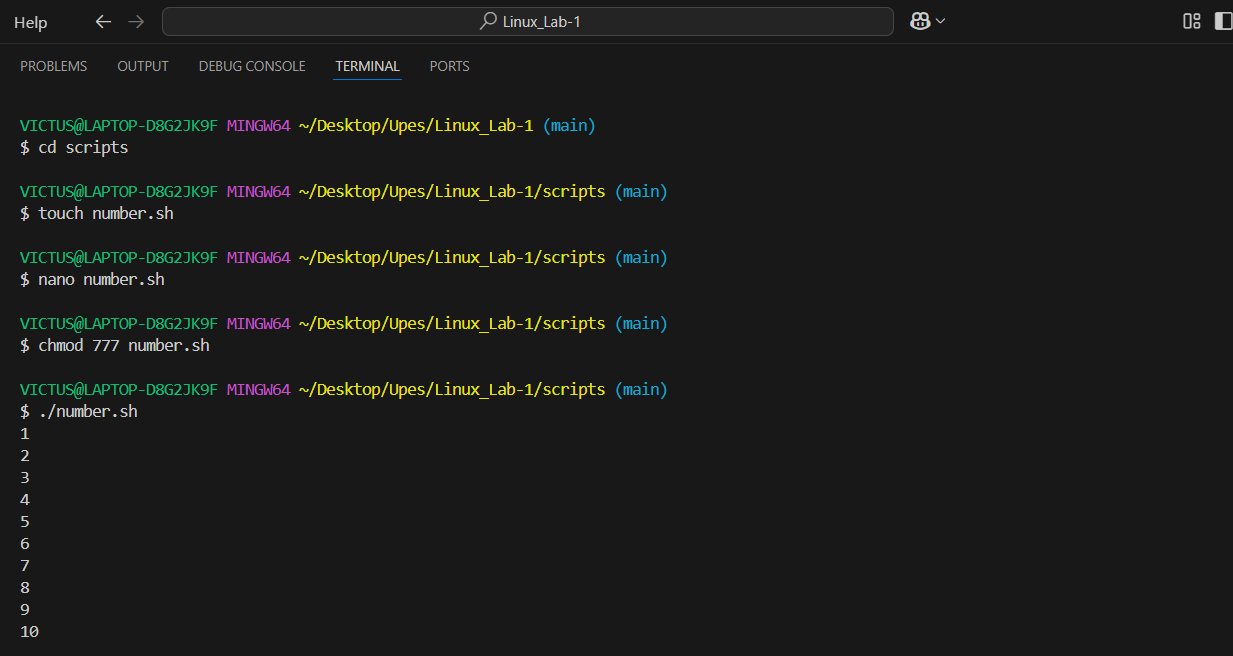 Help Linux_Lab-1
PROBLEMS OUTPUT DEBUG CONSOLE TERMINAL PORTS
VICTUS@LAPTOP-D8G2JK9F MINGW64 ~/Desktop/Upes/Linux_Lab-1 (main)
$ cd scripts
VICTUS@LAPTOP-D8G2JK9F MINGW64 ~/Desktop/Upes/Linux_Lab-1/scripts (main)
$ touch number.sh
VICTUS@LAPTOP-D8G2JK9F MINGW64 ~/Desktop/Upes/Linux_Lab-1/scripts (main)
$ nano number.sh
VICTUS@LAPTOP-D8G2JK9F MINGW64 ~/Desktop/Upes/Linux_Lab-1/scripts (main)
$ chmod 777 number.sh
VICTUS@LAPTOP-D8G2JK9F MINGW64 ~/Desktop/Upes/Linux_Lab-1/scripts (main)
$ ./number.sh
1
2
3
4
5
6
7
8
9
10